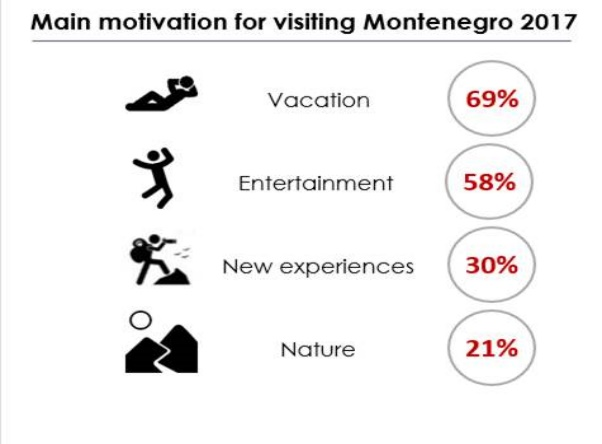 Main motivation for visiting Montenegro 2017
Vacation 69%
Entertainment 58%
New experiences 30%
Nature 21%